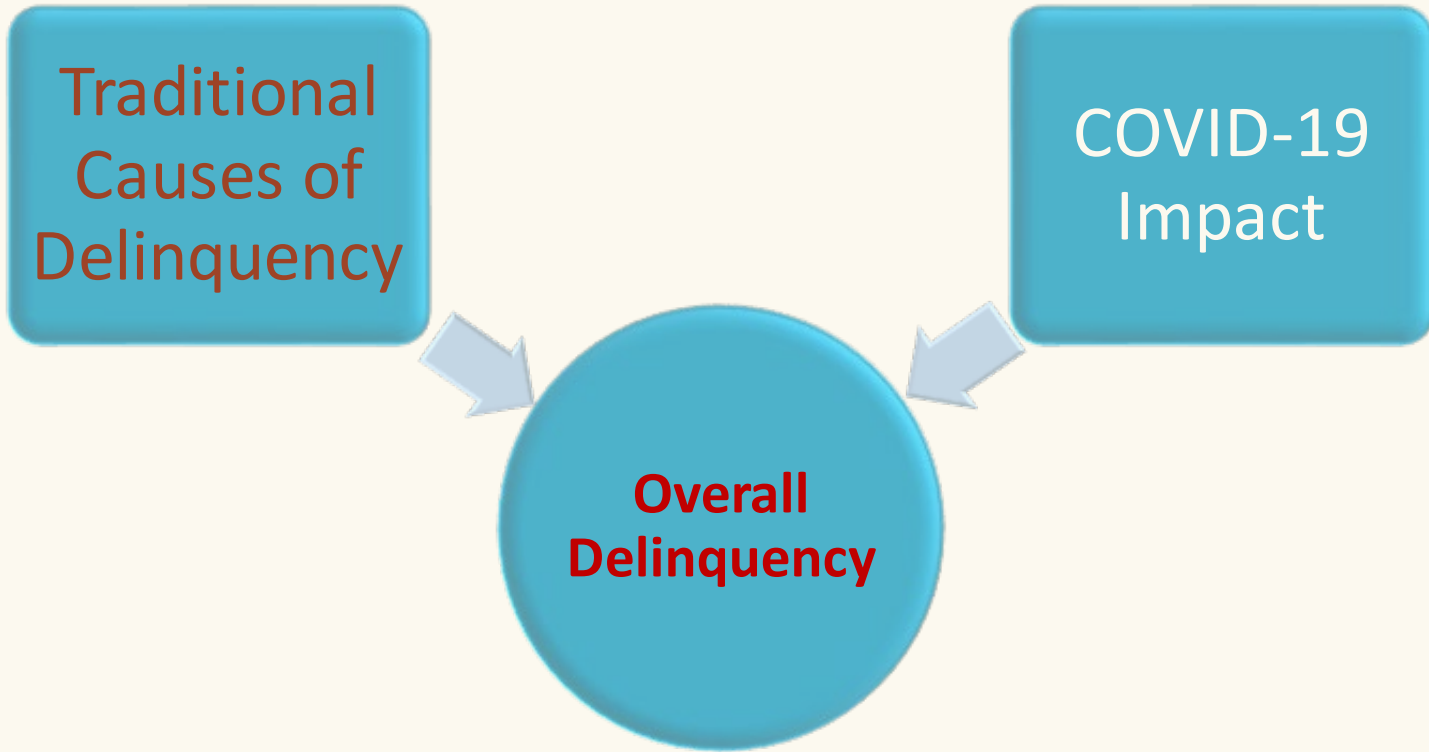 Traditional
Causes of
Delinquency
COVID-19
Impact
Overall
Delinquency